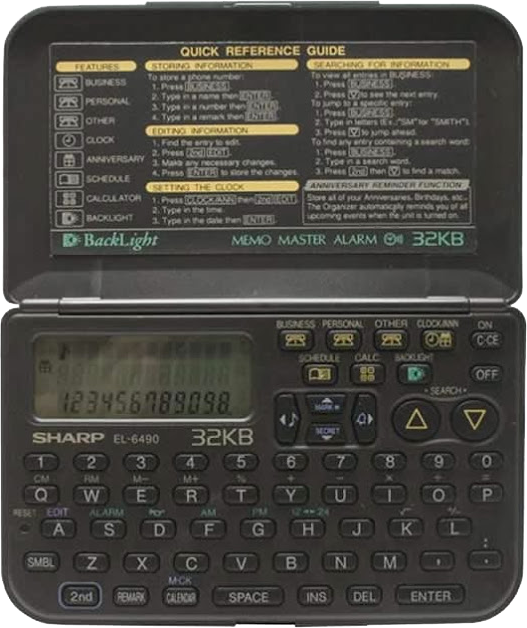 QUICK REFERENCE GUIDE
FEATURES
BUSINESS
PERSONAL
OTHER
CLOCK
ANNIVERSARY
SCHEDULE
CALCULATOR
BACKLIGHT
STORING INFORMATION
To store a phone number:
1. Press BUSINESS.
2. Type in a name then ENTER.
3. Type in a number then ENTER.
4. Type in a remark then ENTER.
EDITING INFORMATION
1. Find the entry to edit.
2. Press 2nd EDIT.
3. Make any necessary changes.
4. Press ENTER to store the changes.
SETTING THE CLOCK
1. Press CLOCK/ANN then 2nd EDIT.
2. Type in the time.
3. Type in the date then ENTER.
SEARCHING FOR INFORMATION
To view all entries in BUSINESS:
1. Press BUSINESS.
2. Press ▽ to see the next entry.
To jump to a specific entry:
1. Press BUSINESS.
2. Type in letters (Ex. "SM" for "SMITH").
3. Press ▽ to jump ahead.
To find any entry containing a search word:
1. Press BUSINESS.
2. Type in a search word.
3. Press 2nd then ▽ to find a match.
ANNIVERSARY REMINDER FUNCTION
Store all of your Anniversaries, Birthdays, etc..
The Organizer automatically reminds you of all
upcoming events when the unit is turned on.
BackLight
MEMO MASTER ALARM 32KB
BUSINESS PERSONAL OTHER CLOCK/ANN ON
C·CE
SCHEDULE CALC BACKLIGHT
OFF
MARK
SECRET
• SEARCH •
△ ▽
123456789098
SHARP EL-6490 32KB
1 2 3 4 5 6 7 8 9 0
CM RM M− M+ % + − × ÷ =
Q W E R T Y U I O P
RESET EDIT ALARM AM PM 12↔24 √ +/−
A S D F G H J K L
:
SMBL Z X C V B N M , .
M-CK
2nd REMARK CALENDAR SPACE INS DEL ENTER